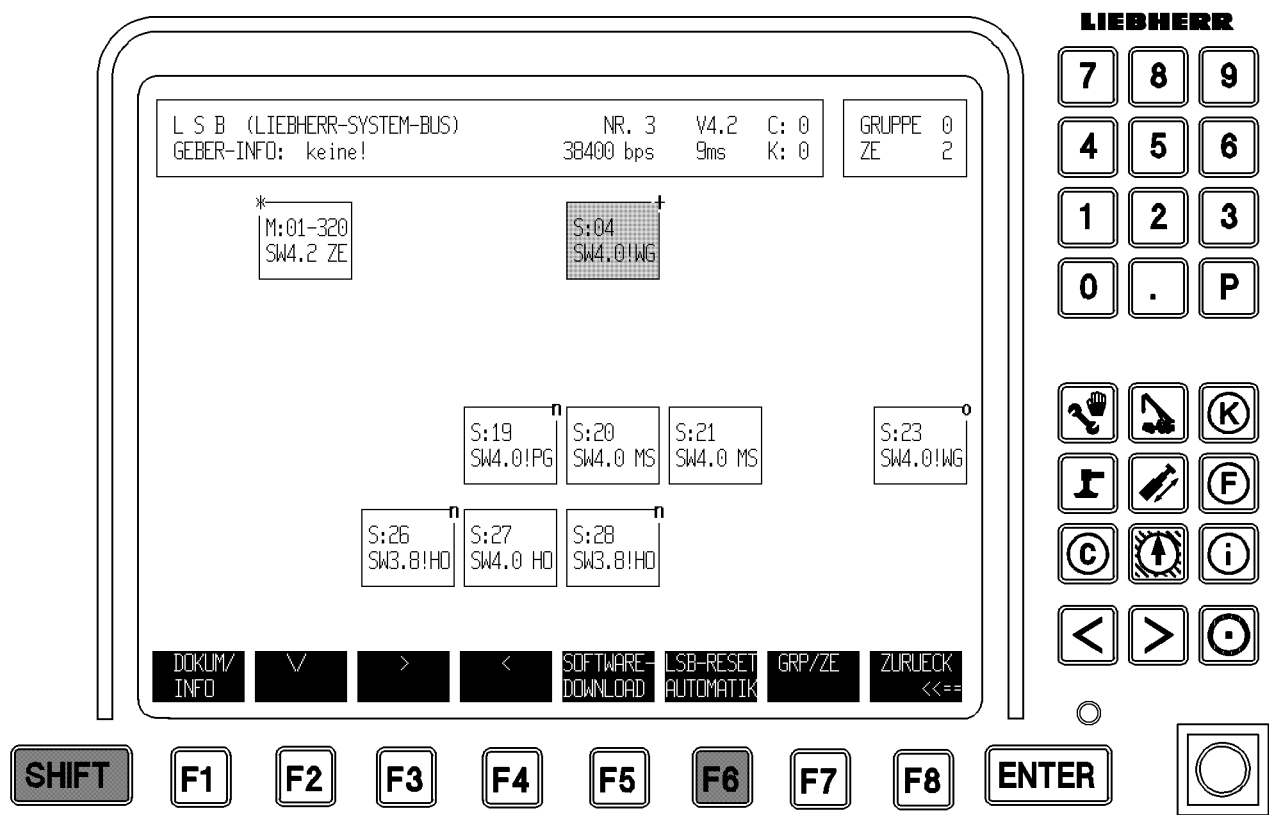 LIEBHERR
L S B (LIEBHERR-SYSTEM-BUS) NR. 3 V4.2 C: 0
GEBER-INFO: keine! 38400 bps 9ms K: 0
GRUPPE 0
ZE 2
7 8 9
4 5 6
1 2 3
0 . P
*
M:01-320
SW4.2 ZE
+
S:04
SW4.0!WG
n
S:19
SW4.0!PG
S:20
SW4.0 MS
S:21
SW4.0 MS
o
S:23
SW4.0!WG
n
S:26
SW3.8!HO
S:27
SW4.0 HO
n
S:28
SW3.8!HO
K
F
C
i
< >
DOKUM/
INFO
\/
>
<
SOFTWARE-
DOWNLOAD
LSB-RESET
AUTOMATIK
GRP/ZE
ZURUECK
<<==
SHIFT F1 F2 F3 F4 F5 F6 F7 F8 ENTER